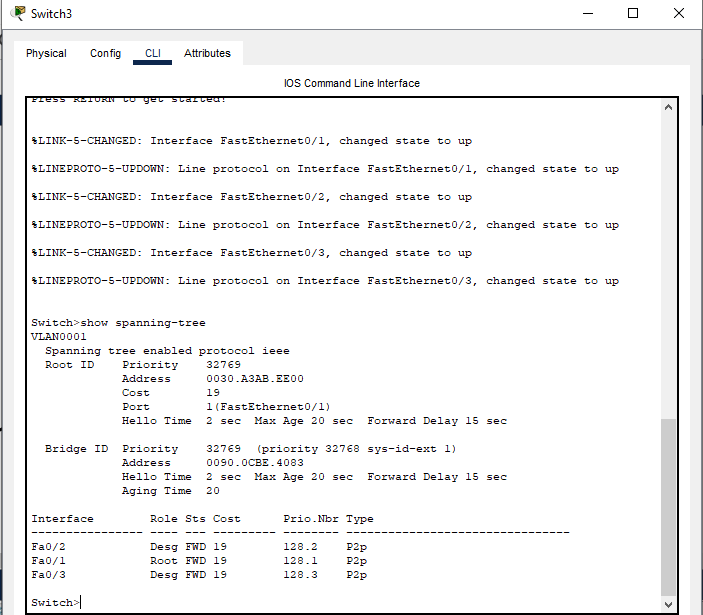 Switch3
Physical Config CLI Attributes
IOS Command Line Interface
Press RETURN to get started!
%LINK-5-CHANGED: Interface FastEthernet0/1, changed state to up
%LINEPROTO-5-UPDOWN: Line protocol on Interface FastEthernet0/1, changed state to up
%LINK-5-CHANGED: Interface FastEthernet0/2, changed state to up
%LINEPROTO-5-UPDOWN: Line protocol on Interface FastEthernet0/2, changed state to up
%LINK-5-CHANGED: Interface FastEthernet0/3, changed state to up
%LINEPROTO-5-UPDOWN: Line protocol on Interface FastEthernet0/3, changed state to up
Switch>show spanning-tree
VLAN0001
  Spanning tree enabled protocol ieee
  Root ID    Priority    32769
             Address     0030.A3AB.EE00
             Cost        19
             Port        1(FastEthernet0/1)
             Hello Time  2 sec  Max Age 20 sec  Forward Delay 15 sec
  Bridge ID  Priority    32769  (priority 32768 sys-id-ext 1)
             Address     0090.0CBE.4083
             Hello Time  2 sec  Max Age 20 sec  Forward Delay 15 sec
             Aging Time  20
Interface        Role Sts Cost      Prio.Nbr Type
---------------- ---- --- --------- -------- --------------------------------
Fa0/2            Desg FWD 19        128.2    P2p
Fa0/1            Root FWD 19        128.1    P2p
Fa0/3            Desg FWD 19        128.3    P2p
Switch>